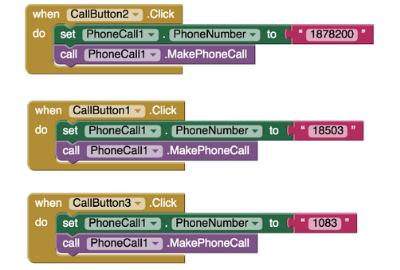 when CallButton2 .Click
do set PhoneCall1 . PhoneNumber to " 1878200 "
call PhoneCall1 .MakePhoneCall
when CallButton1 .Click
do set PhoneCall1 . PhoneNumber to " 18503 "
call PhoneCall1 .MakePhoneCall
when CallButton3 .Click
do set PhoneCall1 . PhoneNumber to " 1083 "
call PhoneCall1 .MakePhoneCall